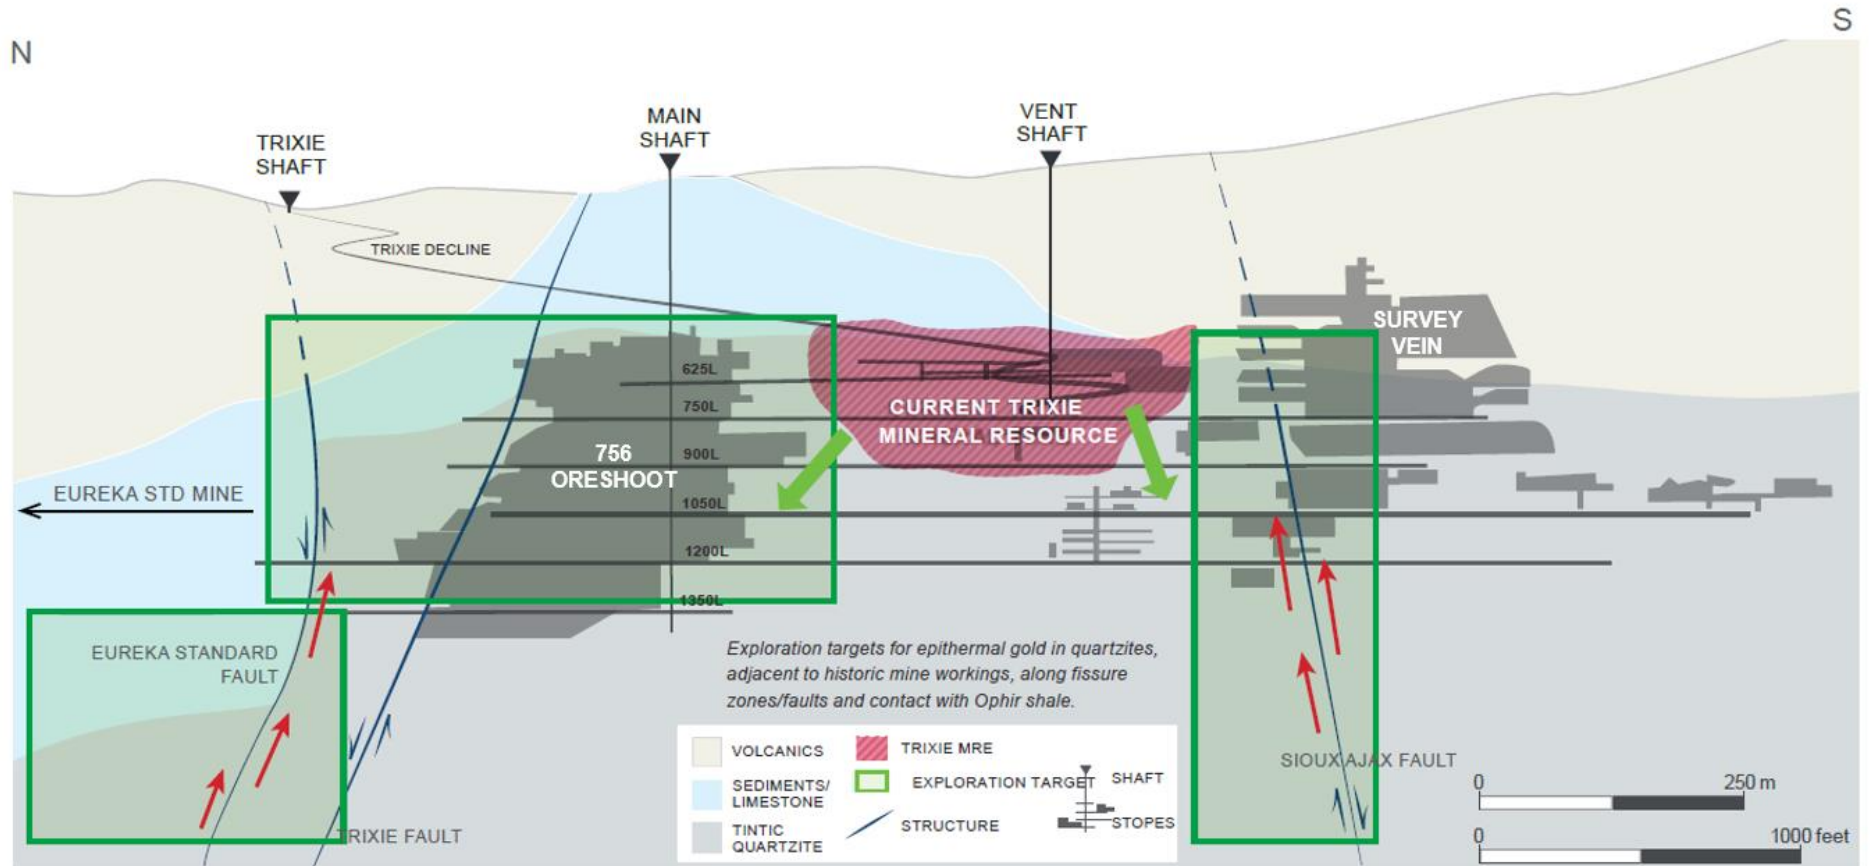 S
N
MAIN
SHAFT
VENT
SHAFT
TRIXIE
SHAFT
TRIXIE DECLINE
SURVEY
VEIN
625L
750L
CURRENT TRIXIE
MINERAL RESOURCE
756
ORESHOOT
900L
EUREKA STD MINE
1050L
1200L
1350L
EUREKA STANDARD
FAULT
Exploration targets for epithermal gold in quartzites,
adjacent to historic mine workings, along fissure
zones/faults and contact with Ophir shale.
VOLCANICS
SEDIMENTS/
LIMESTONE
TINTIC
QUARTZITE
TRIXIE MRE
EXPLORATION TARGET
STRUCTURE
SHAFT
STOPES
SIOUX AJAX FAULT
TRIXIE FAULT
0 250 m
0 1000 feet